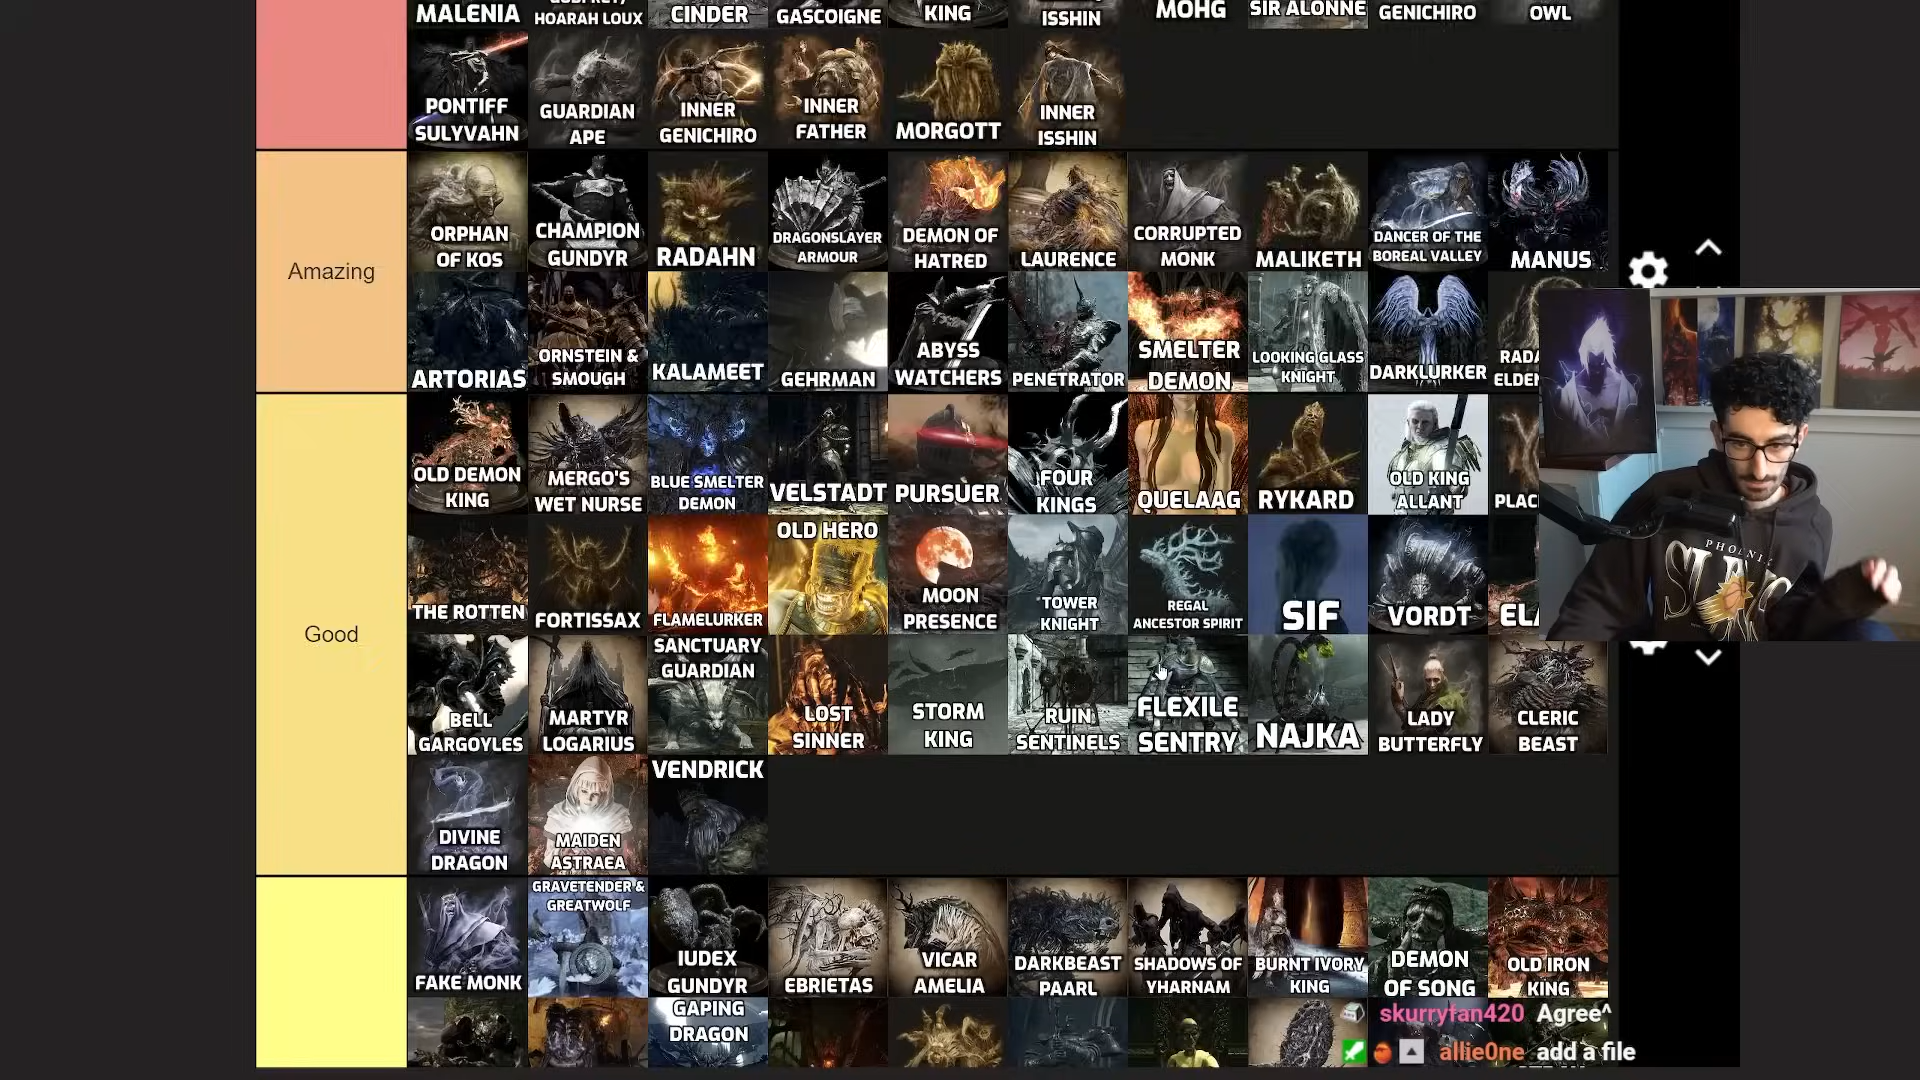 MALENIA
HOARAH LOUX
CINDER
GASCOIGNE
KING
ISSHIN
MOHG
SIR ALONNE
GENICHIRO
OWL
PONTIFF
SULYVAHN
GUARDIAN
APE
INNER
GENICHIRO
INNER
FATHER
MORGOTT
INNER
ISSHIN
Amazing
ORPHAN
OF KOS
CHAMPION
GUNDYR
RADAHN
DRAGONSLAYER
ARMOUR
DEMON OF
HATRED
LAURENCE
CORRUPTED
MONK
MALIKETH
DANCER OF THE
BOREAL VALLEY
MANUS
ARTORIAS
ORNSTEIN &
SMOUGH
KALAMEET
GEHRMAN
ABYSS
WATCHERS
PENETRATOR
SMELTER
DEMON
LOOKING GLASS
KNIGHT
DARKLURKER
RADA
ELDEN
Good
OLD DEMON
KING
MERGO'S
WET NURSE
BLUE SMELTER
DEMON
VELSTADT
PURSUER
FOUR
KINGS
QUELAAG
RYKARD
OLD KING
ALLANT
PLAC
THE ROTTEN
FORTISSAX
FLAMELURKER
OLD HERO
MOON
PRESENCE
TOWER
KNIGHT
REGAL
ANCESTOR SPIRIT
SIF
VORDT
ELA
BELL
GARGOYLES
MARTYR
LOGARIUS
SANCTUARY
GUARDIAN
LOST
SINNER
STORM
KING
RUIN
SENTINELS
FLEXILE
SENTRY
NAJKA
LADY
BUTTERFLY
CLERIC
BEAST
DIVINE
DRAGON
MAIDEN
ASTRAEA
VENDRICK
PHOENIX
FAKE MONK
GRAVETENDER &
GREATWOLF
IUDEX
GUNDYR
EBRIETAS
VICAR
AMELIA
DARKBEAST
PAARL
SHADOWS OF
YHARNAM
BURNT IVORY
KING
DEMON
OF SONG
OLD IRON
KING
GAPING
DRAGON
skurryfan420 Agree^
allie0ne add a file